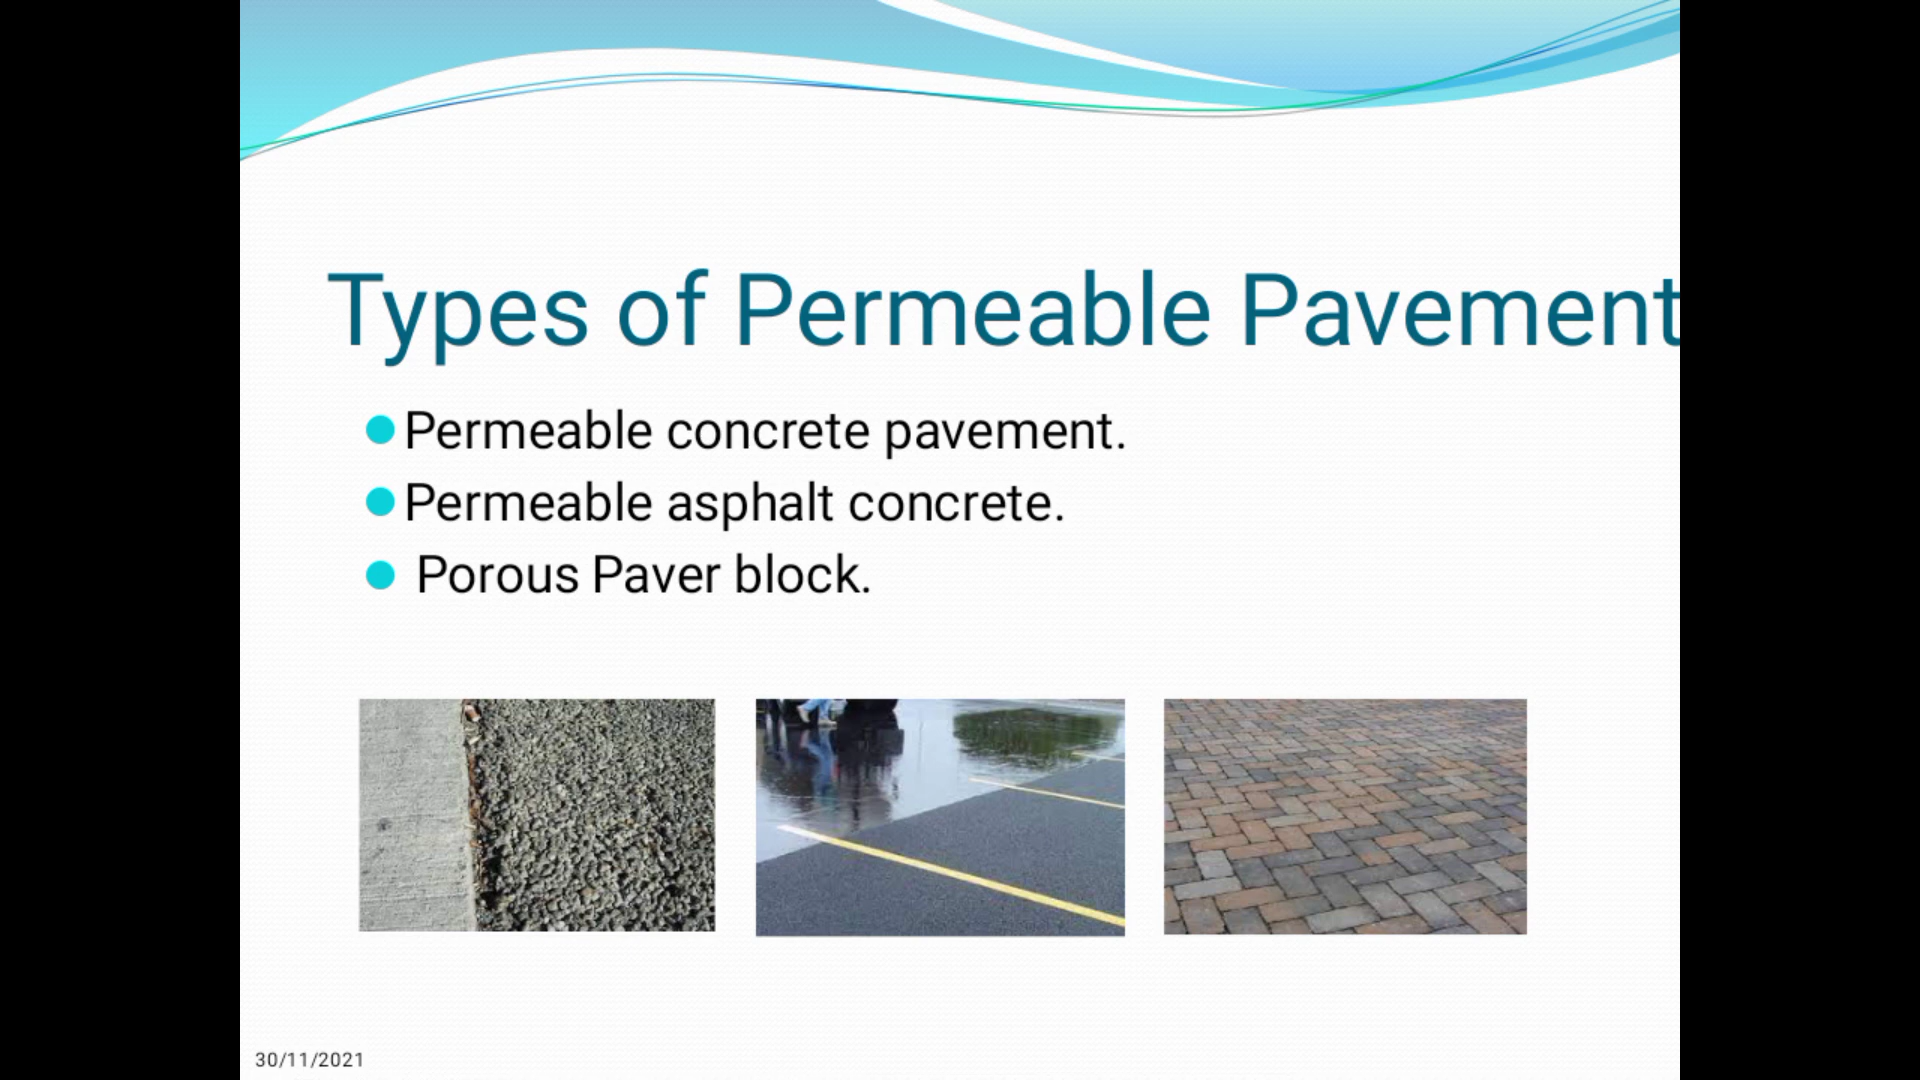 Types of Permeable Pavement
Permeable concrete pavement.
Permeable asphalt concrete.
Porous Paver block.
30/11/2021